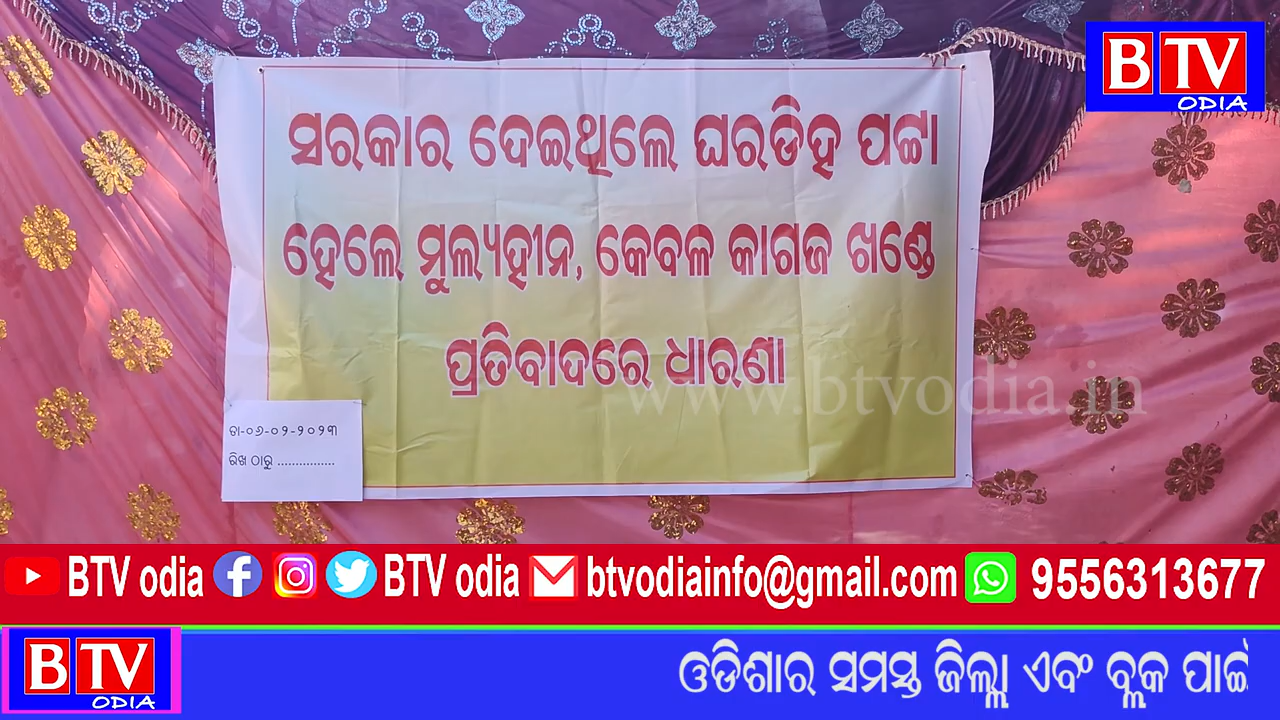 BTV
ODIA
ସରକାର ଦେଇଥିଲେ ଘରଡିହ ପଟ୍ଟା
ହେଲେ ମୁଲ୍ୟହୀନ, କେବଳ କାଗଜ ଖଣ୍ଡେ
ପ୍ରତିବାଦରେ ଧାରଣା
www.btvodia.in
ତା-୦୬-୦୨-୨୦୨୩
ରିଖ ଠାରୁ ................
BTV odia BTV odia btvodiainfo@gmail.com 9556313677
BTV
ODIA
ଓଡିଶାର ସମସ୍ତ ଜିଲ୍ଲା ଏବଂ ବ୍ଲକ ପାଇଁ